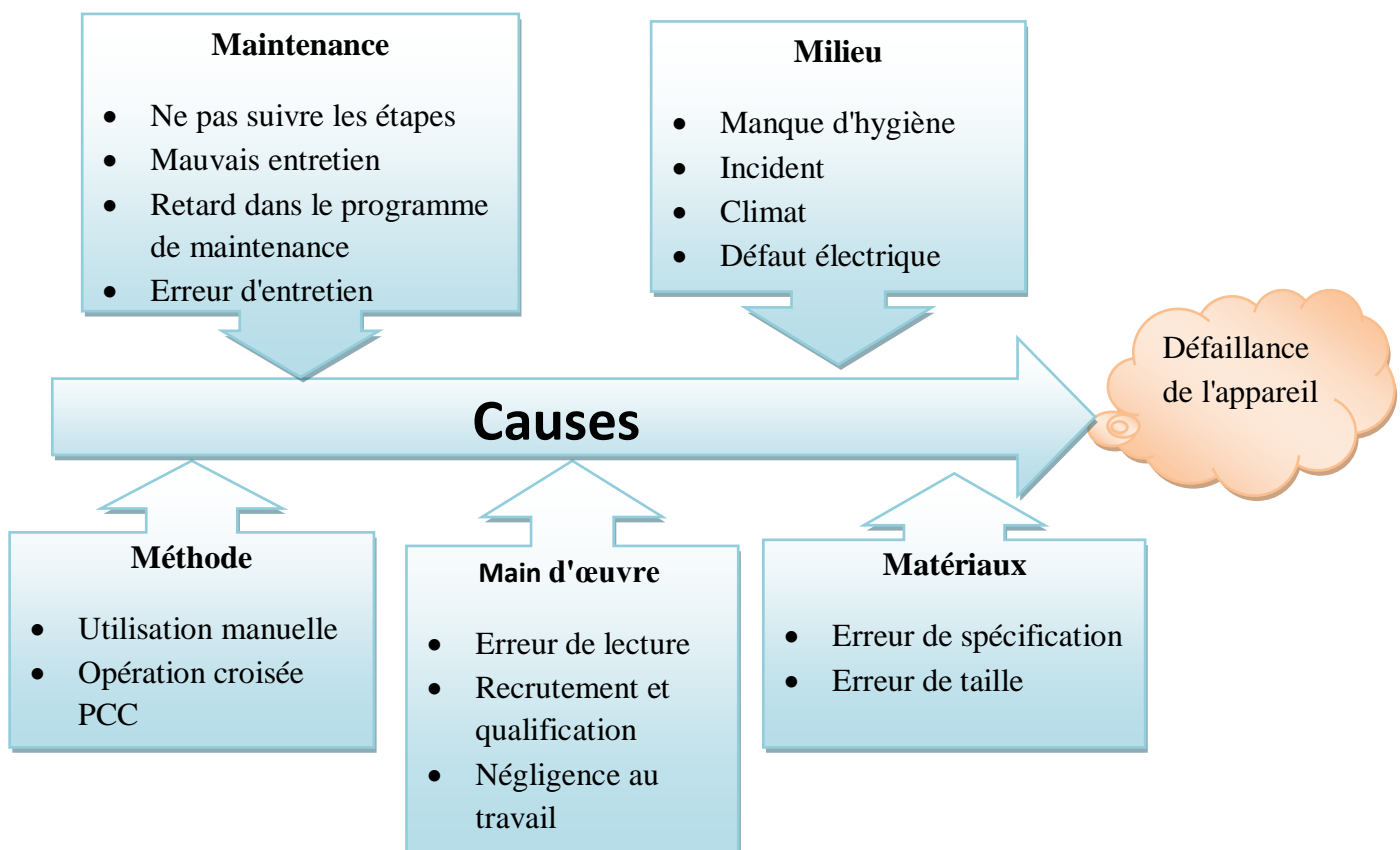 Maintenance
• Ne pas suivre les étapes
• Mauvais entretien
• Retard dans le programme
de maintenance
• Erreur d'entretien
Milieu
• Manque d'hygiène
• Incident
• Climat
• Défaut électrique
Défaillance
de l'appareil
Causes
Méthode
• Utilisation manuelle
• Opération croisée
PCC
Main d'œuvre
• Erreur de lecture
• Recrutement et
qualification
• Négligence au
travail
Matériaux
• Erreur de spécification
• Erreur de taille